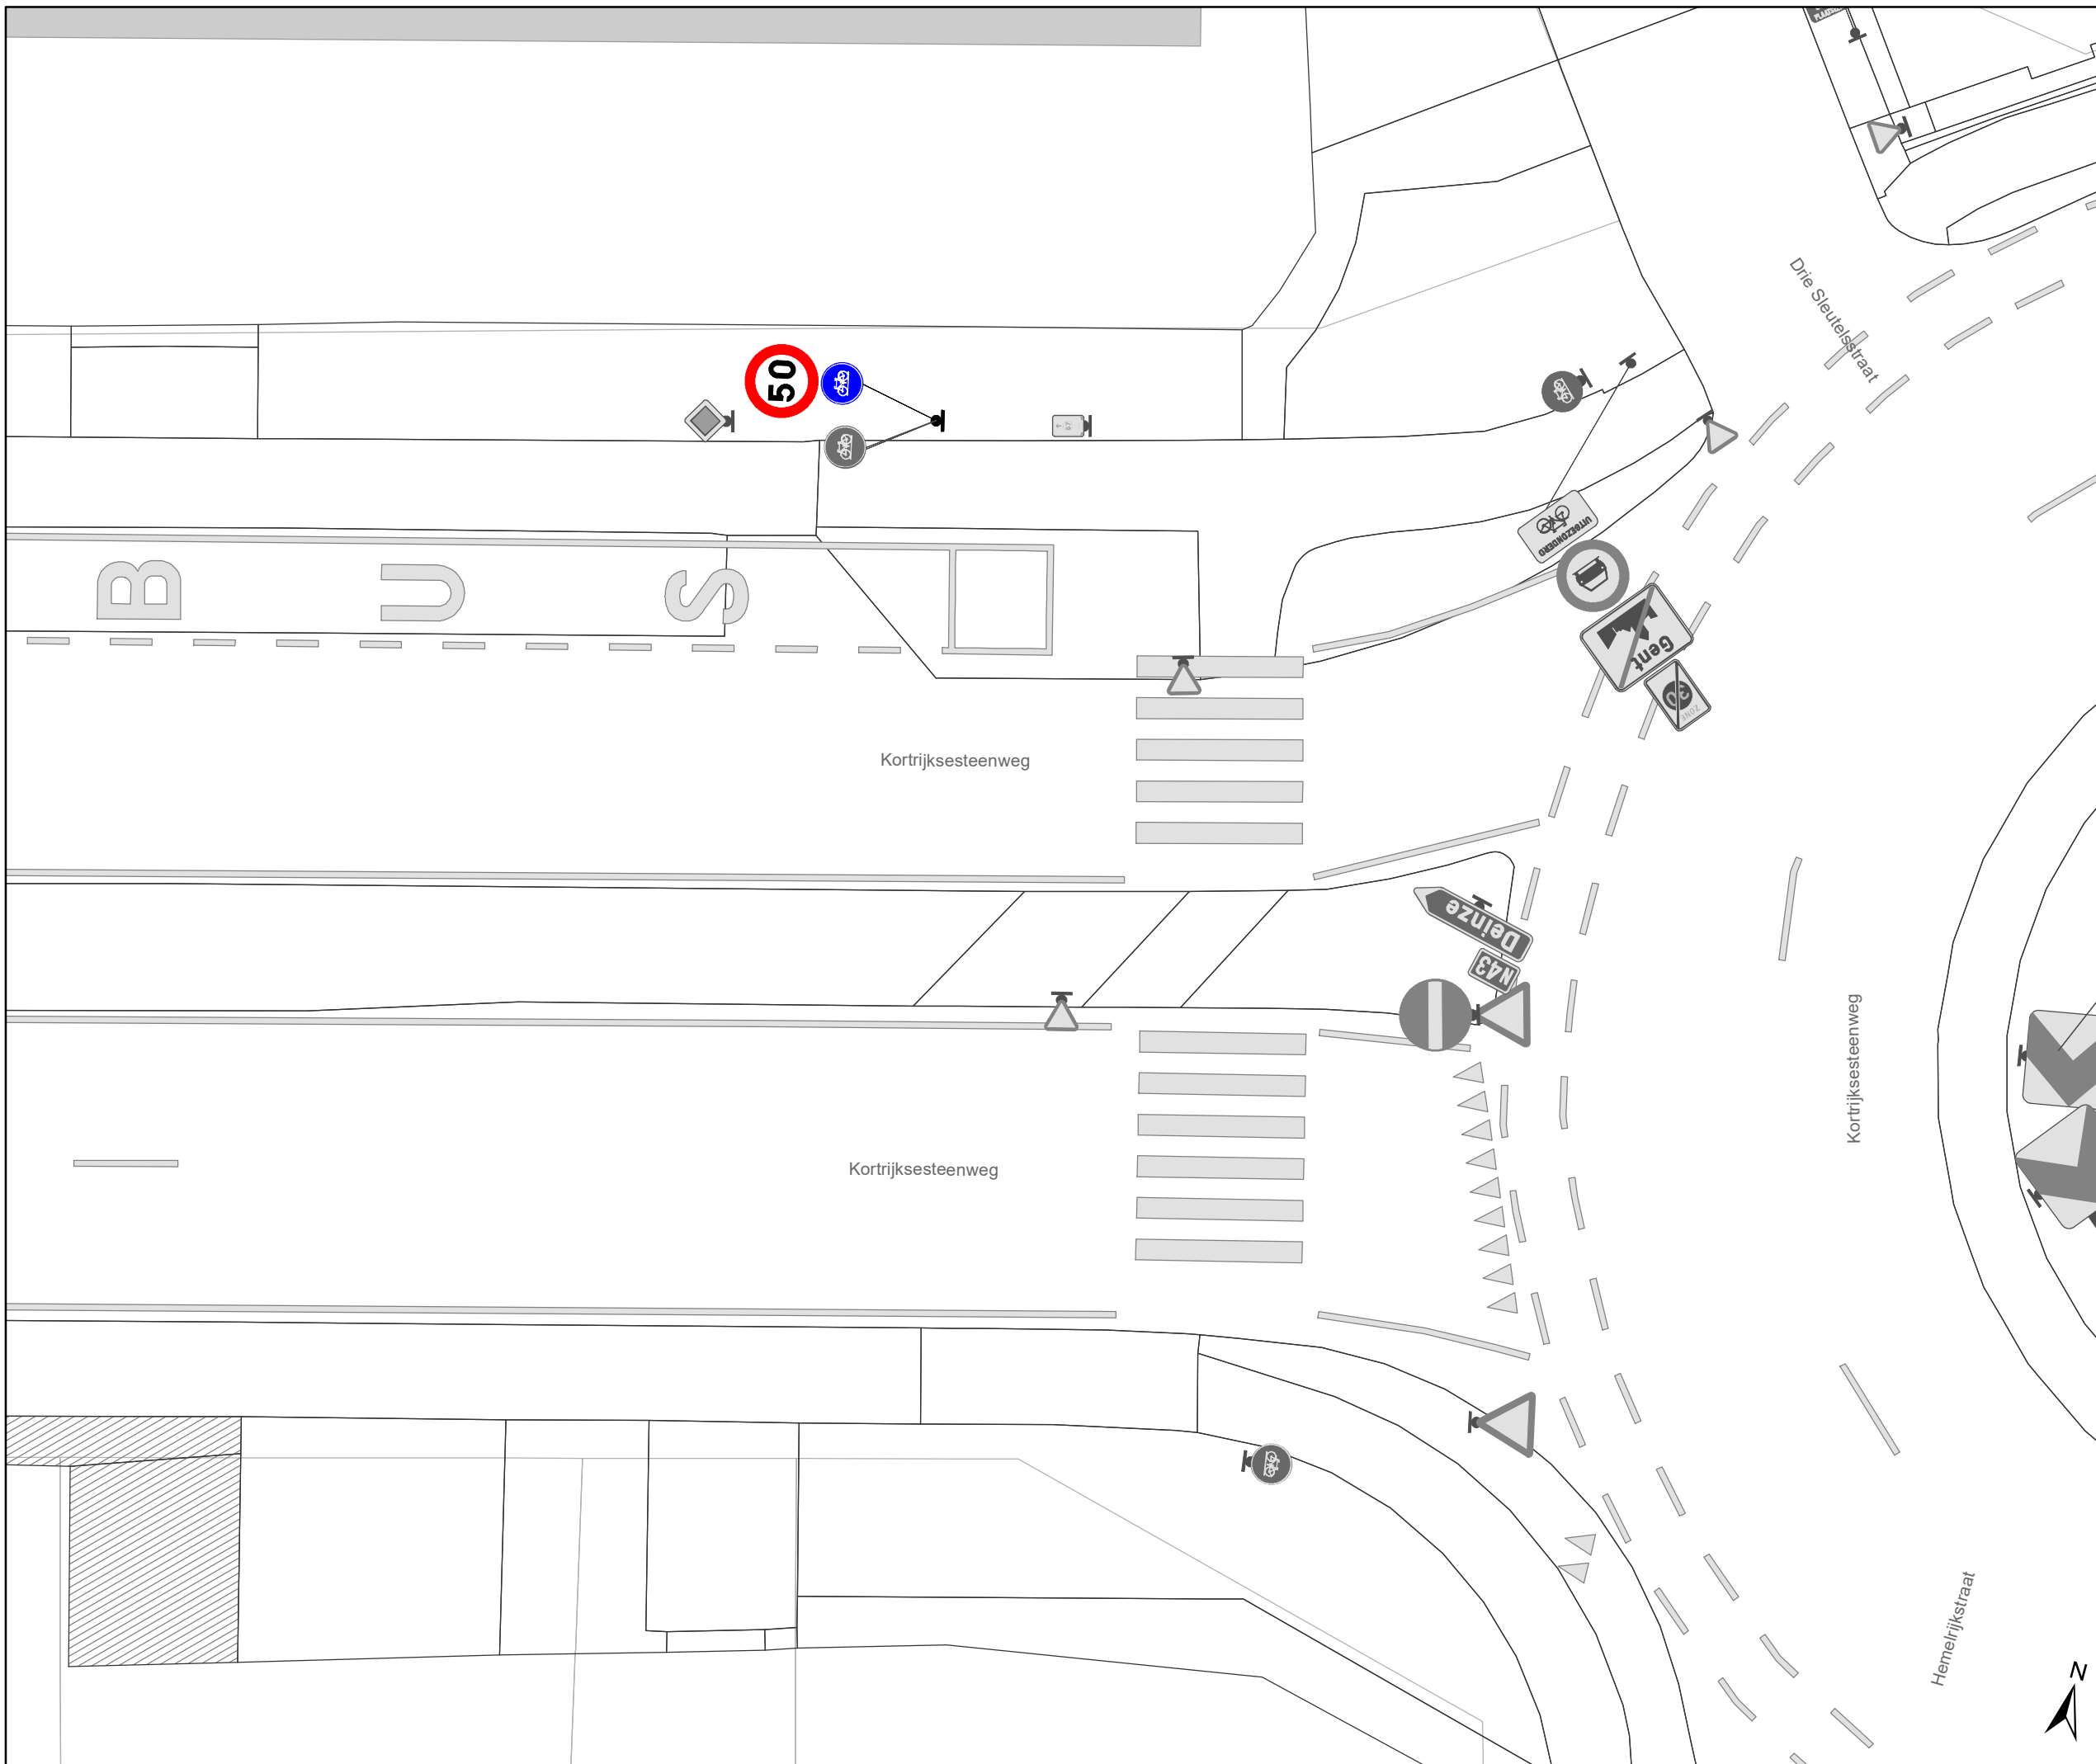 Drie Sleutelsstraat
50
UITGEZONDERD
BUS
Gent
30
ZONE
Kortrijksesteenweg
Deinze
N43
Kortrijksesteenweg
Kortrijksesteenweg
Hemelrijkstraat
N